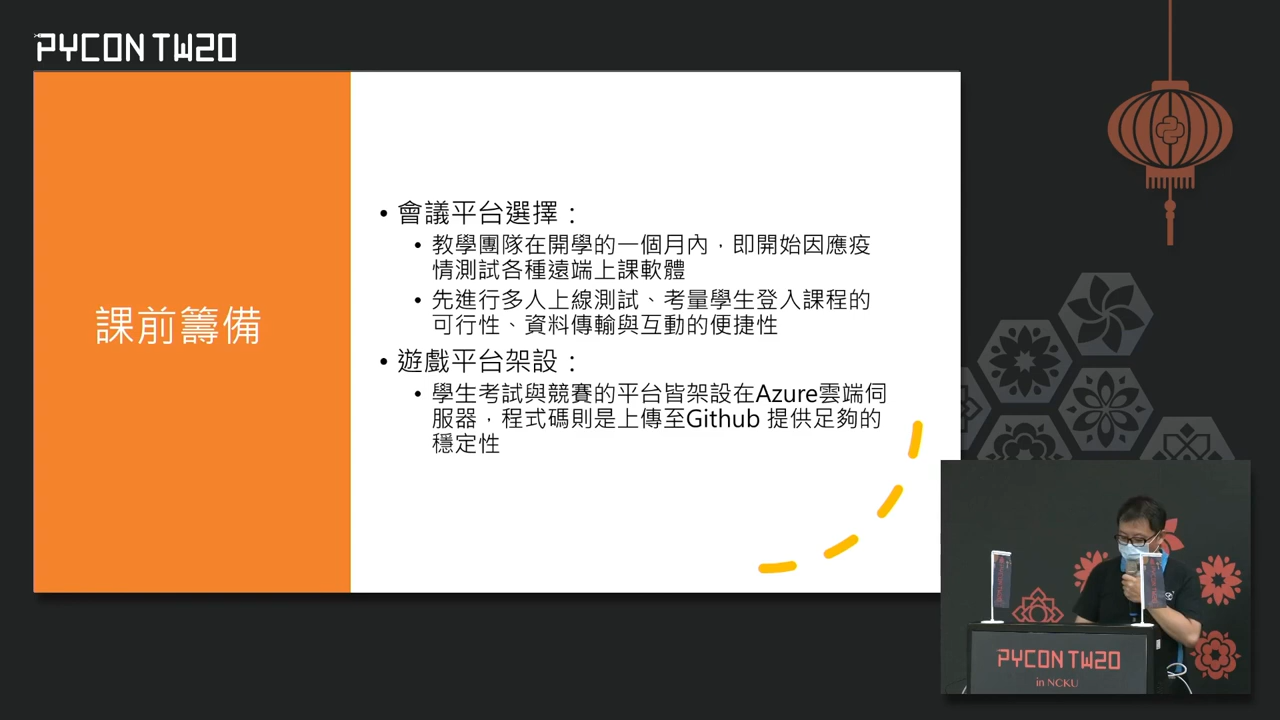 PYCON TW20
課前籌備
• 會議平台選擇：
• 教學團隊在開學的一個月內，即開始因應疫
情測試各種遠端上課軟體
• 先進行多人上線測試、考量學生登入課程的
可行性、資料傳輸與互動的便捷性
• 遊戲平台架設：
• 學生考試與競賽的平台皆架設在Azure雲端伺
服器，程式碼則是上傳至Github 提供足夠的
穩定性
PYCON TW20
in NCKU